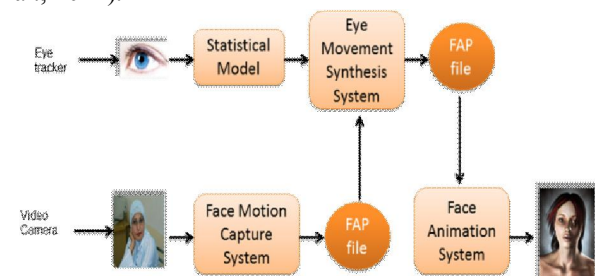 Eye
tracker
Statistical
Model
Eye
Movement
Synthesis
System
FAP
file
Video
Camera
Face Motion
Capture
System
FAP
file
Face
Animation
System